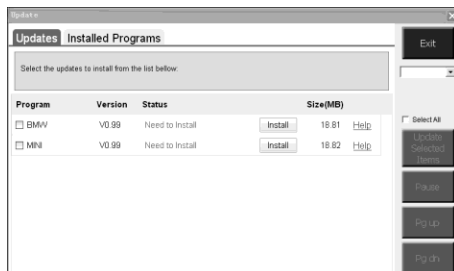 Update
Updates Installed Programs
Exit
Select the updates to install from the list bellow:
Program Version Status Size(MB)
BMW V0.99 Need to Install Install 18.81 Help
MINI V0.99 Need to Install Install 18.82 Help
Select All
Update
Selected
Items
Pause
Pg up
Pg dn